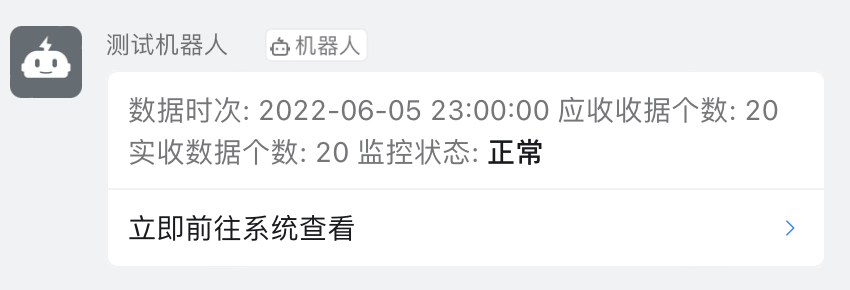 测试机器人 机器人
数据时次: 2022-06-05 23:00:00 应收收据个数: 20
实收数据个数: 20 监控状态: 正常
立即前往系统查看